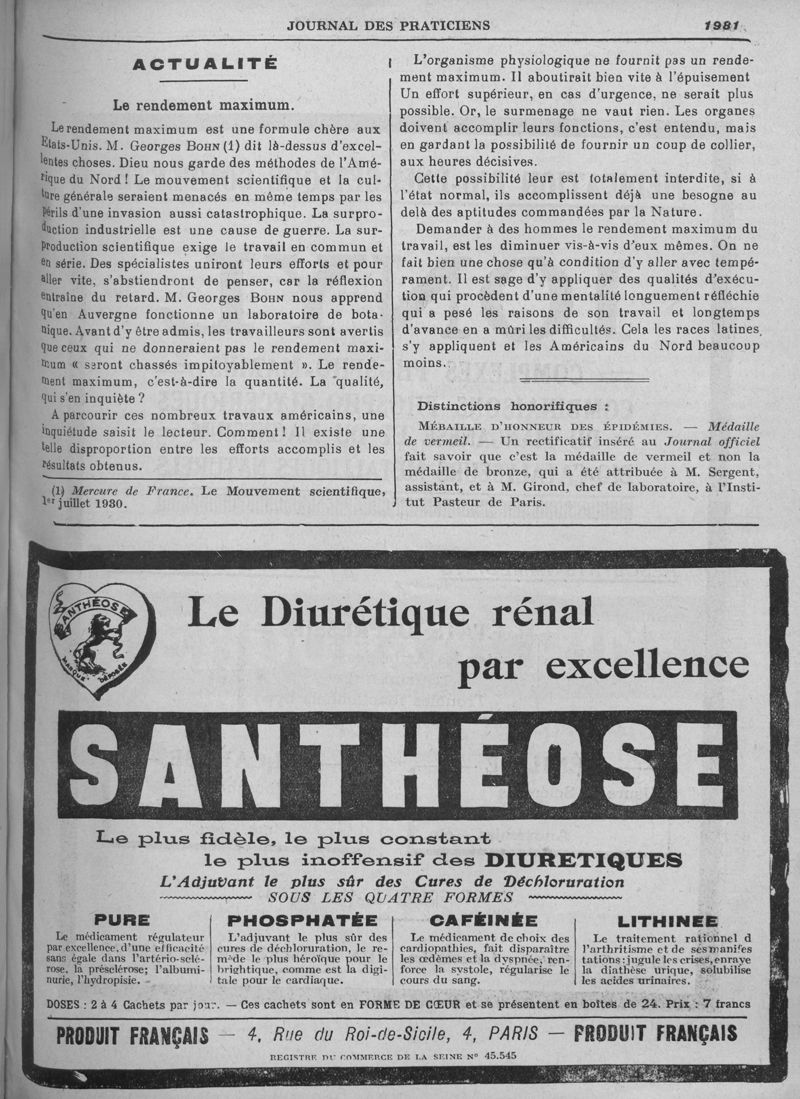 JOURNAL DES PRATICIENS 1981
ACTUALITÉ
Le rendement maximum.
Le rendement maximum est une formule chère aux
Etats-Unis. M. Georges BOHN (1) dit là-dessus d'excel-
lentes choses. Dieu nous garde des méthodes de l'Amé-
rique du Nord ! Le mouvement scientifique et la cul-
ture générale seraient menacés en même temps par les
périls d'une invasion aussi catastrophique. La surpro-
duction industrielle est une cause de guerre. La sur-
production scientifique exige le travail en commun et
en série. Des spécialistes uniront leurs efforts et pour
aller vite, s'abstiendront de penser, car la réflexion
entraîne du retard. M. Georges BOHN nous apprend
qu'en Auvergne fonctionne un laboratoire de bota-
nique. Avant d'y être admis, les travailleurs sont avertis
que ceux qui ne donneraient pas le rendement maxi-
mum « seront chassés impitoyablement ». Le rende-
ment maximum, c'est-à-dire la quantité. La qualité,
qui s'en inquiète ?
A parcourir ces nombreux travaux américains, une
inquiétude saisit le lecteur. Comment ! Il existe une
telle disproportion entre les efforts accomplis et les
résultats obtenus.
(1) Mercure de France. Le Mouvement scientifique,
1er juillet 1930.
L'organisme physiologique ne fournit pas un rende-
ment maximum. Il aboutirait bien vite à l'épuisement
Un effort supérieur, en cas d'urgence, ne serait plus
possible. Or, le surmenage ne vaut rien. Les organes
doivent accomplir leurs fonctions, c'est entendu, mais
en gardant la possibilité de fournir un coup de collier,
aux heures décisives.
Cette possibilité leur est totalement interdite, si à
l'état normal, ils accomplissent déjà une besogne au
delà des aptitudes commandées par la Nature.
Demander à des hommes le rendement maximum du
travail, est les diminuer vis-à-vis d'eux mêmes. On ne
fait bien une chose qu'à condition d'y aller avec tempé-
rament. Il est sage d'y appliquer des qualités d'exécu-
tion qui procèdent d'une mentalité longuement réfléchie
qui a pesé les raisons de son travail et longtemps
d'avance en a mûri les difficultés. Cela les races latines
s'y appliquent et les Américains du Nord beaucoup
moins.
Distinctions honorifiques :
MÉBAILLE D'HONNEUR DES ÉPIDÉMIES. — Médaille
de vermeil. — Un rectificatif inséré au Journal officiel
fait savoir que c'est la médaille de vermeil et non la
médaille de bronze, qui a été attribuée à M. Sergent,
assistant, et à M. Girond, chef de laboratoire, à l'Insti-
tut Pasteur de Paris.
SANTHÉOSE
MARQUE DÉPOSÉE
Le Diurétique rénal
par excellence
SANTHÉOSE
Le plus fidèle, le plus constant
le plus inoffensif des DIURETIQUES
L'Adjuvant le plus sûr des Cures de Déchloruration
SOUS LES QUATRE FORMES
PURE
Le médicament régulateur
par excellence, d'une efficacité
sans égale dans l'artério-sclé-
rose, la présclérose; l'albumi-
nurie, l'hydropisie.
PHOSPHATÉE
L'adjuvant le plus sûr des
cures de déchloruration, le re-
mède le plus héroïque pour le
brightique, comme est la digi-
tale pour le cardiaque.
CAFÉINÉE
Le médicament de choix des
cardiopathies, fait disparaître
les œdèmes et la dyspnée, ren-
force la systole, régularise le
cours du sang.
LITHINEE
Le traitement rationnel d
l'arthritisme et de ses manifes
tations : jugule les crises, enraye
la diathèse urique, solubilise
les acides urinaires.
DOSES : 2 à 4 Cachets par jour. — Ces cachets sont en FORME DE CŒUR et se présentent en boîtes de 24. Prix : 7 francs
PRODUIT FRANÇAIS — 4, Rue du Roi-de-Sicile, 4, PARIS — PRODUIT FRANÇAIS
REGISTRE DU COMMERCE DE LA SEINE N° 45.545